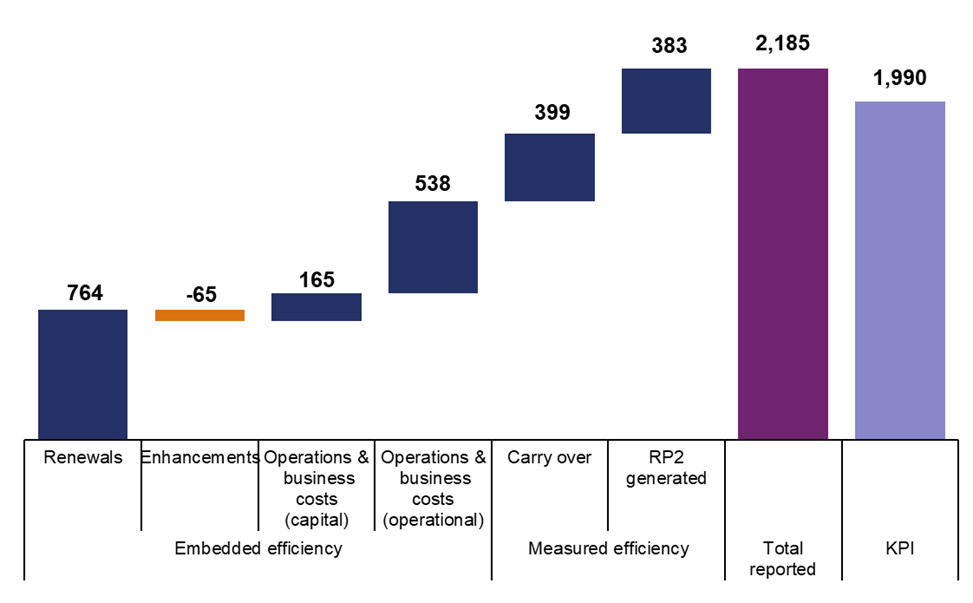 383
2,185
1,990
399
538
764
-65
165
Renewals
Enhancements
Operations &
business
costs
(capital)
Operations &
business
costs
(operational)
Carry over
RP2
generated
Embedded efficiency
Measured efficiency
Total
reported
KPI